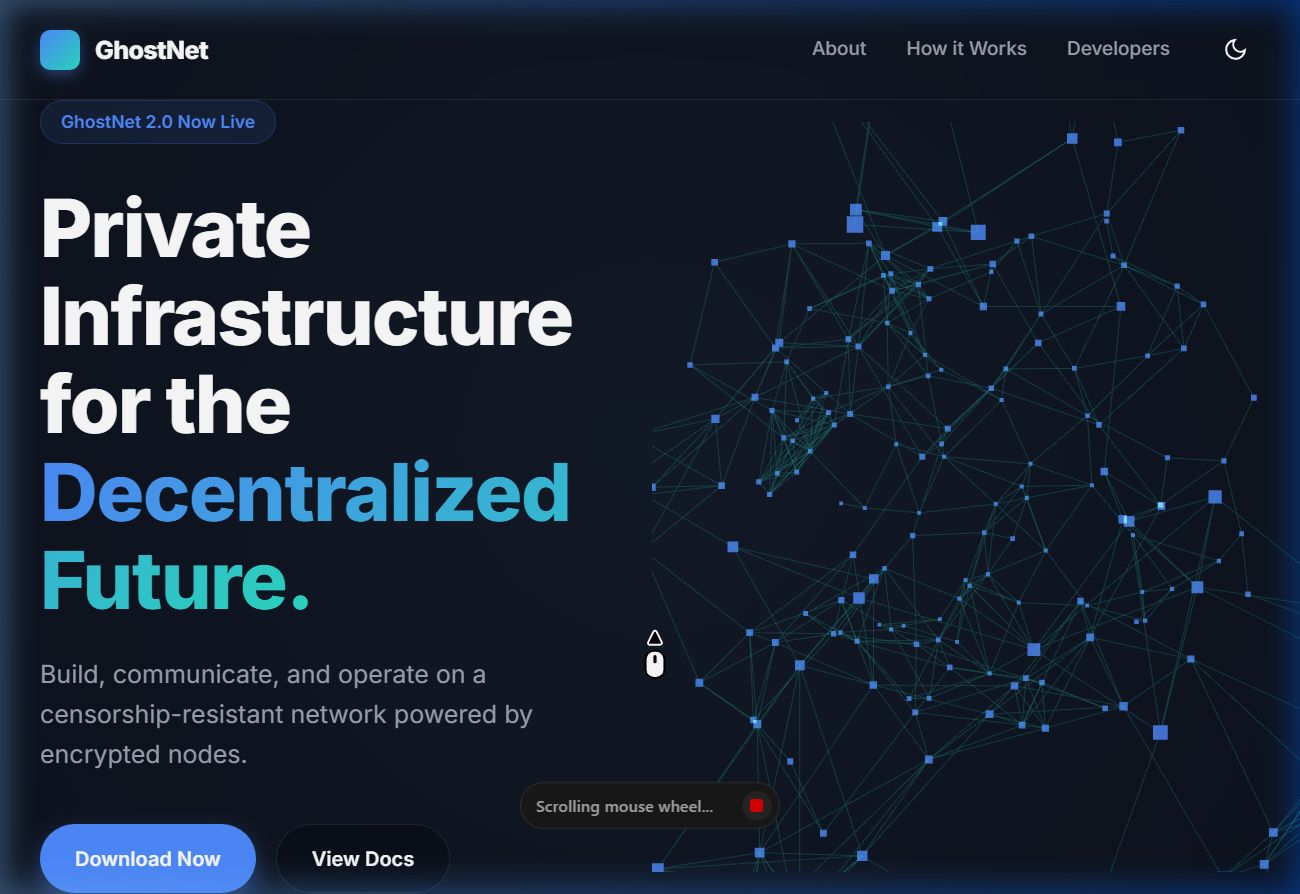 GhostNet
About
How it Works
Developers
GhostNet 2.0 Now Live
Private
Infrastructure
for the
Decentralized
Future.
Build, communicate, and operate on a
censorship-resistant network powered by
encrypted nodes.
Scrolling mouse wheel...
Download Now
View Docs